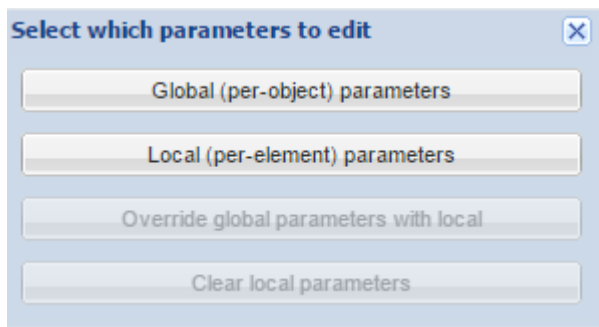 Select which parameters to edit
Global (per-object) parameters
Local (per-element) parameters
Override global parameters with local
Clear local parameters